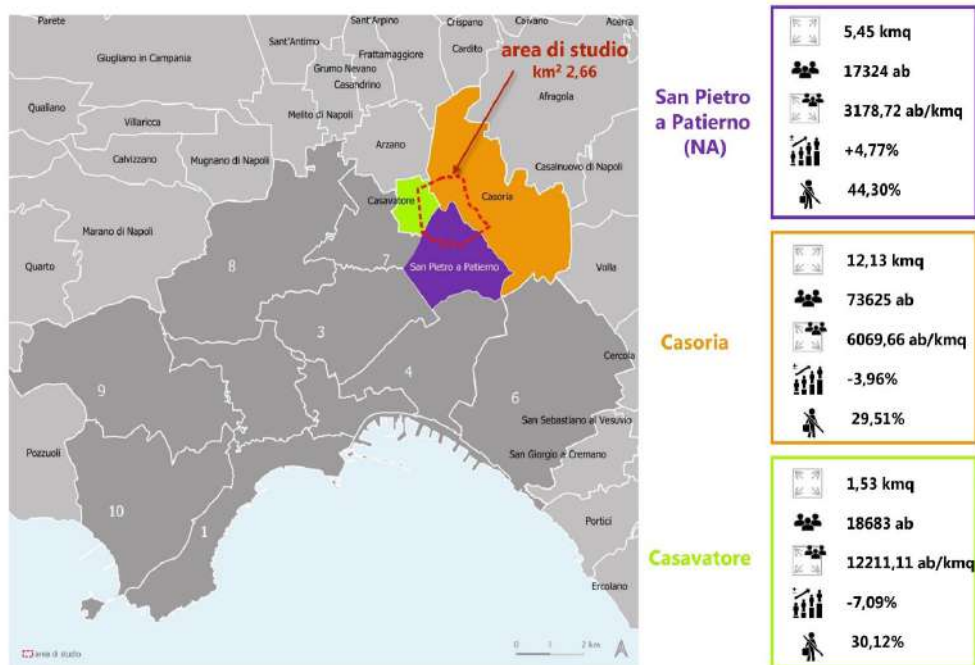 Parete
Sant'Arpino
Crispano
Caivano
Acerra
Sant'Antimo
Frattamaggiore
Cardito
Giugliano in Campania
Grumo Nevano
Casandrino
area di studio
km² 2,66
Afragola
Qualiano
Villaricca
Melito di Napoli
Arzano
Calvizzano
Mugnano di Napoli
Casalnuovo di Napoli
Casavatore
Casoria
Marano di Napoli
Quarto
8
7
San Pietro a Patierno
Volla
3
4
Cercola
9
5
2
6
San Sebastiano al Vesuvio
Pozzuoli
San Giorgio a Cremano
10
1
Portici
Ercolano
area di studio
0 1 2 km
San Pietro
a Patierno
(NA)
5,45 kmq
17324 ab
3178,72 ab/kmq
+4,77%
44,30%
Casoria
12,13 kmq
73625 ab
6069,66 ab/kmq
-3,96%
29,51%
Casavatore
1,53 kmq
18683 ab
12211,11 ab/kmq
-7,09%
30,12%